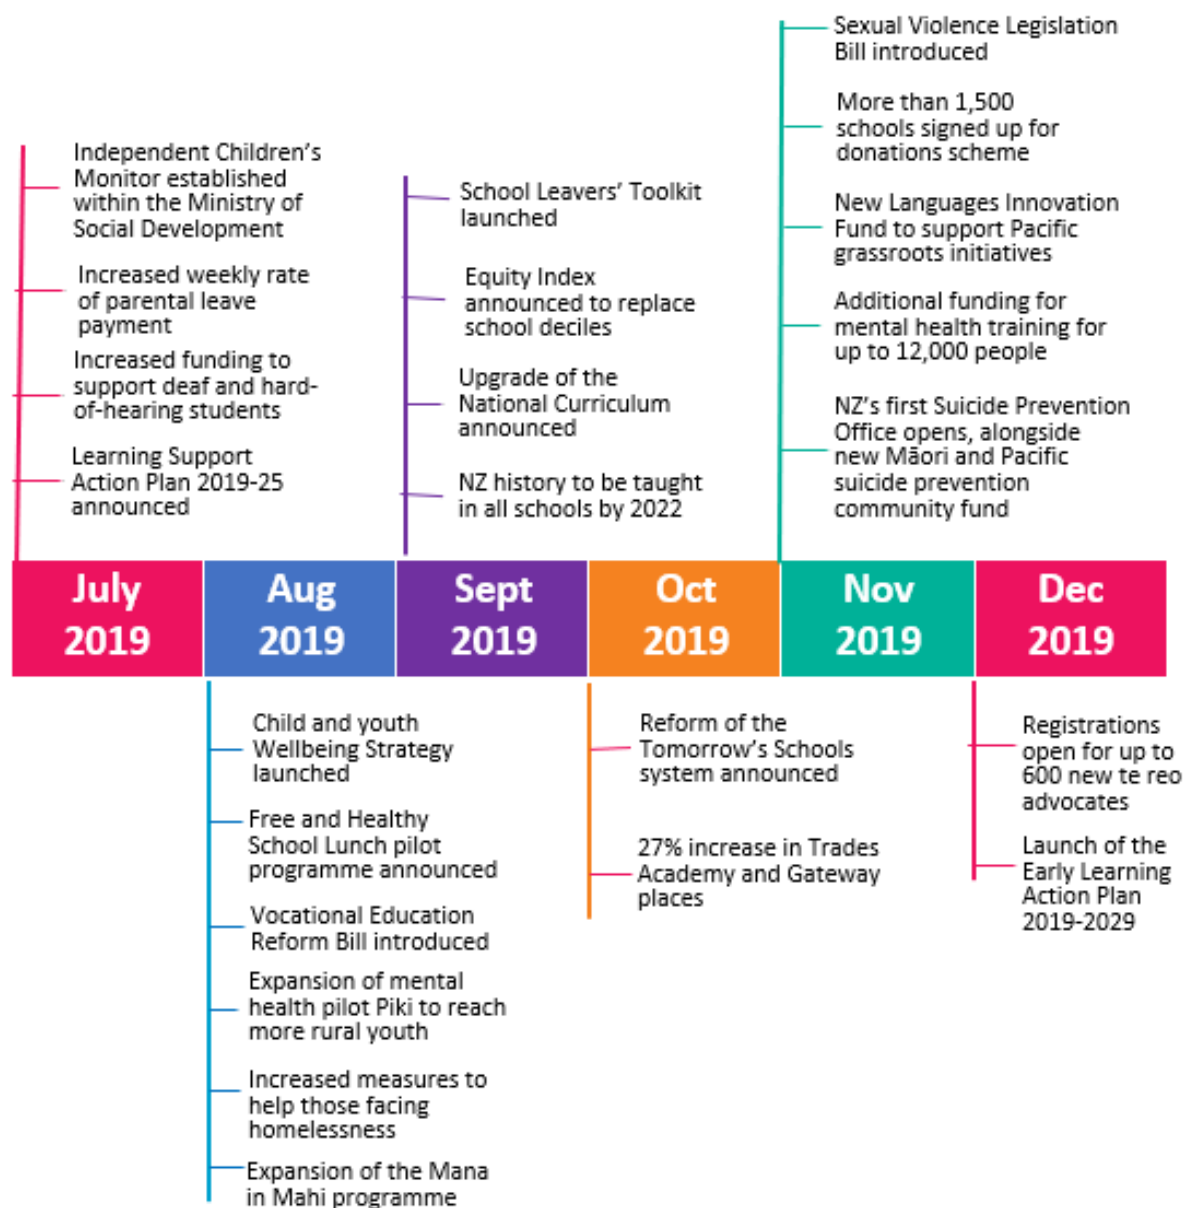 Sexual Violence Legislation
Bill introduced
More than 1,500
schools signed up for
donations scheme
New Languages Innovation
Fund to support Pacific
grassroots initiatives
Additional funding for
mental health training for
up to 12,000 people
NZ’s first Suicide Prevention
Office opens, alongside
new Māori and Pacific
suicide prevention
community fund
Independent Children’s
Monitor established
within the Ministry of
Social Development
Increased weekly rate
of parental leave
payment
Increased funding to
support deaf and hard-
of-hearing students
Learning Support
Action Plan 2019-25
announced
School Leavers’ Toolkit
launched
Equity Index
announced to replace
school deciles
Upgrade of the
National Curriculum
announced
NZ history to be taught
in all schools by 2022
July
2019
Aug
2019
Sept
2019
Oct
2019
Nov
2019
Dec
2019
Child and youth
Wellbeing Strategy
launched
Free and Healthy
School Lunch pilot
programme announced
Vocational Education
Reform Bill introduced
Expansion of mental
health pilot Piki to reach
more rural youth
Increased measures to
help those facing
homelessness
Expansion of the Mana
in Mahi programme
Reform of the
Tomorrow’s Schools
system announced
27% increase in Trades
Academy and Gateway
places
Registrations
open for up to
600 new te reo
advocates
Launch of the
Early Learning
Action Plan
2019-2029